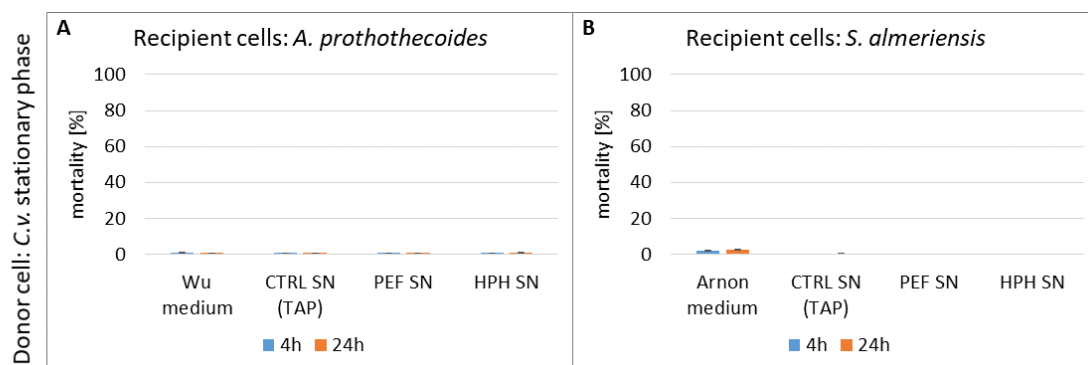 Donor cell: C.v. stationary phase
A
Recipient cells: A. prothothecoides
mortality [%]
100
80
60
40
20
0
Wu
medium
CTRL SN
(TAP)
PEF SN
HPH SN
4h
24h
B
Recipient cells: S. almeriensis
mortality [%]
100
80
60
40
20
0
Arnon
medium
CTRL SN
(TAP)
PEF SN
HPH SN
4h
24h